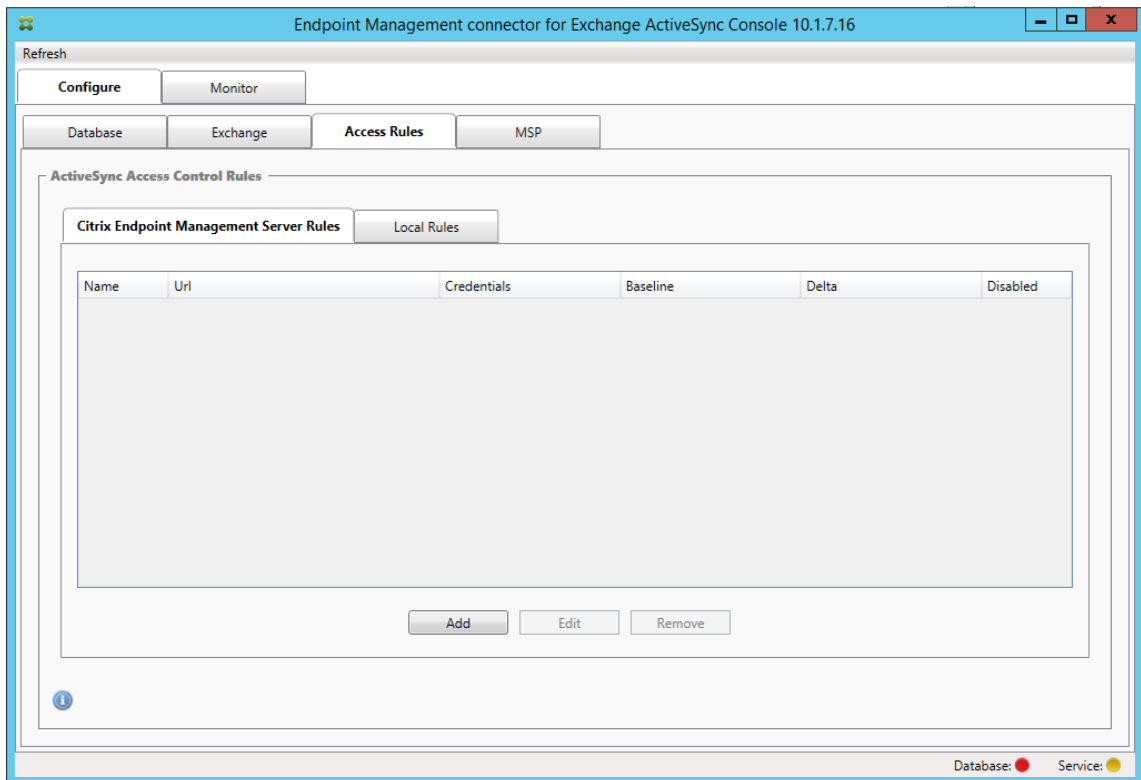 Endpoint Management connector for Exchange ActiveSync Console 10.1.7.16
Refresh
Configure Monitor
Database Exchange Access Rules MSP
ActiveSync Access Control Rules
Citrix Endpoint Management Server Rules Local Rules
Name Url Credentials Baseline Delta Disabled
Add Edit Remove
Database: Service: